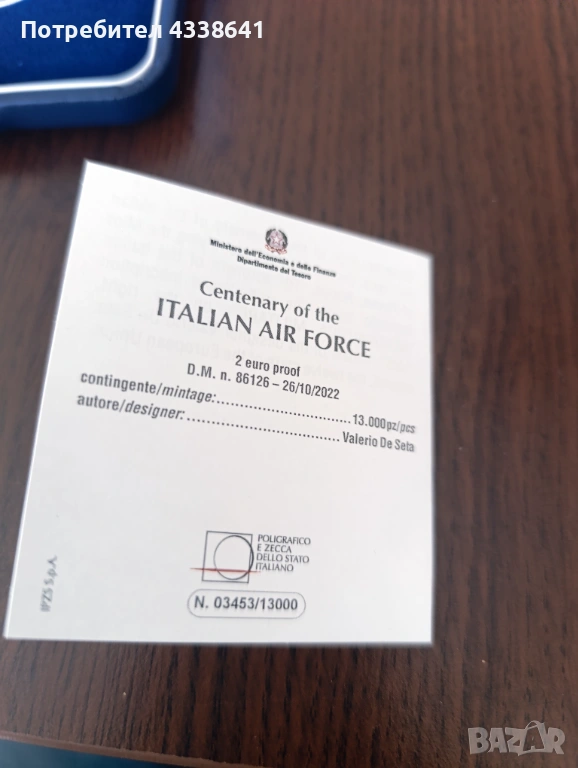 Потребител 4338641
Ministero dell'Economia e delle Finanze
Dipartimento del Tesoro
Centenary of the
ITALIAN AIR FORCE
2 euro proof
D.M. n. 86126 – 26/10/2022
contingente/mintage:..............................13.000pz/pcs
autore/designer:..................................Valerio De Seta
POLIGRAFICO
E ZECCA
DELLO STATO
ITALIANO
IPZS S.p.A.
N. 03453/13000
BAZAR